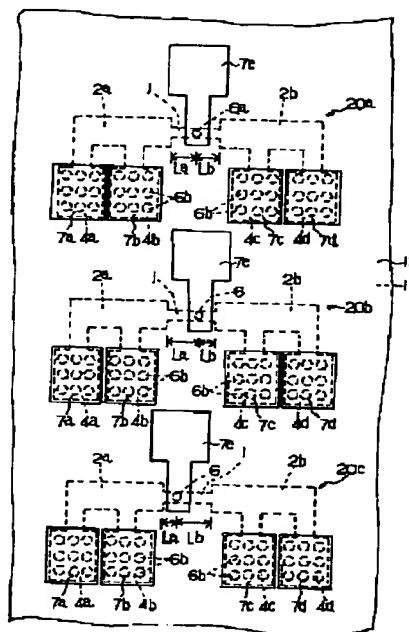 7e
2a 1 6a 2b 20a
La Lb
6b 6b
7a 4a 7b 4b 4c 7c 4d 7d
7e
2a 1 6 2b 20b
La Lb
6b 6b
7a 4a 7b 4b 4c 7c 4d 7d
7e
2a 6 1 2b 20c
La Lb
6b 6b
7a 4a 7b 4b 7c 4c 7d 4d